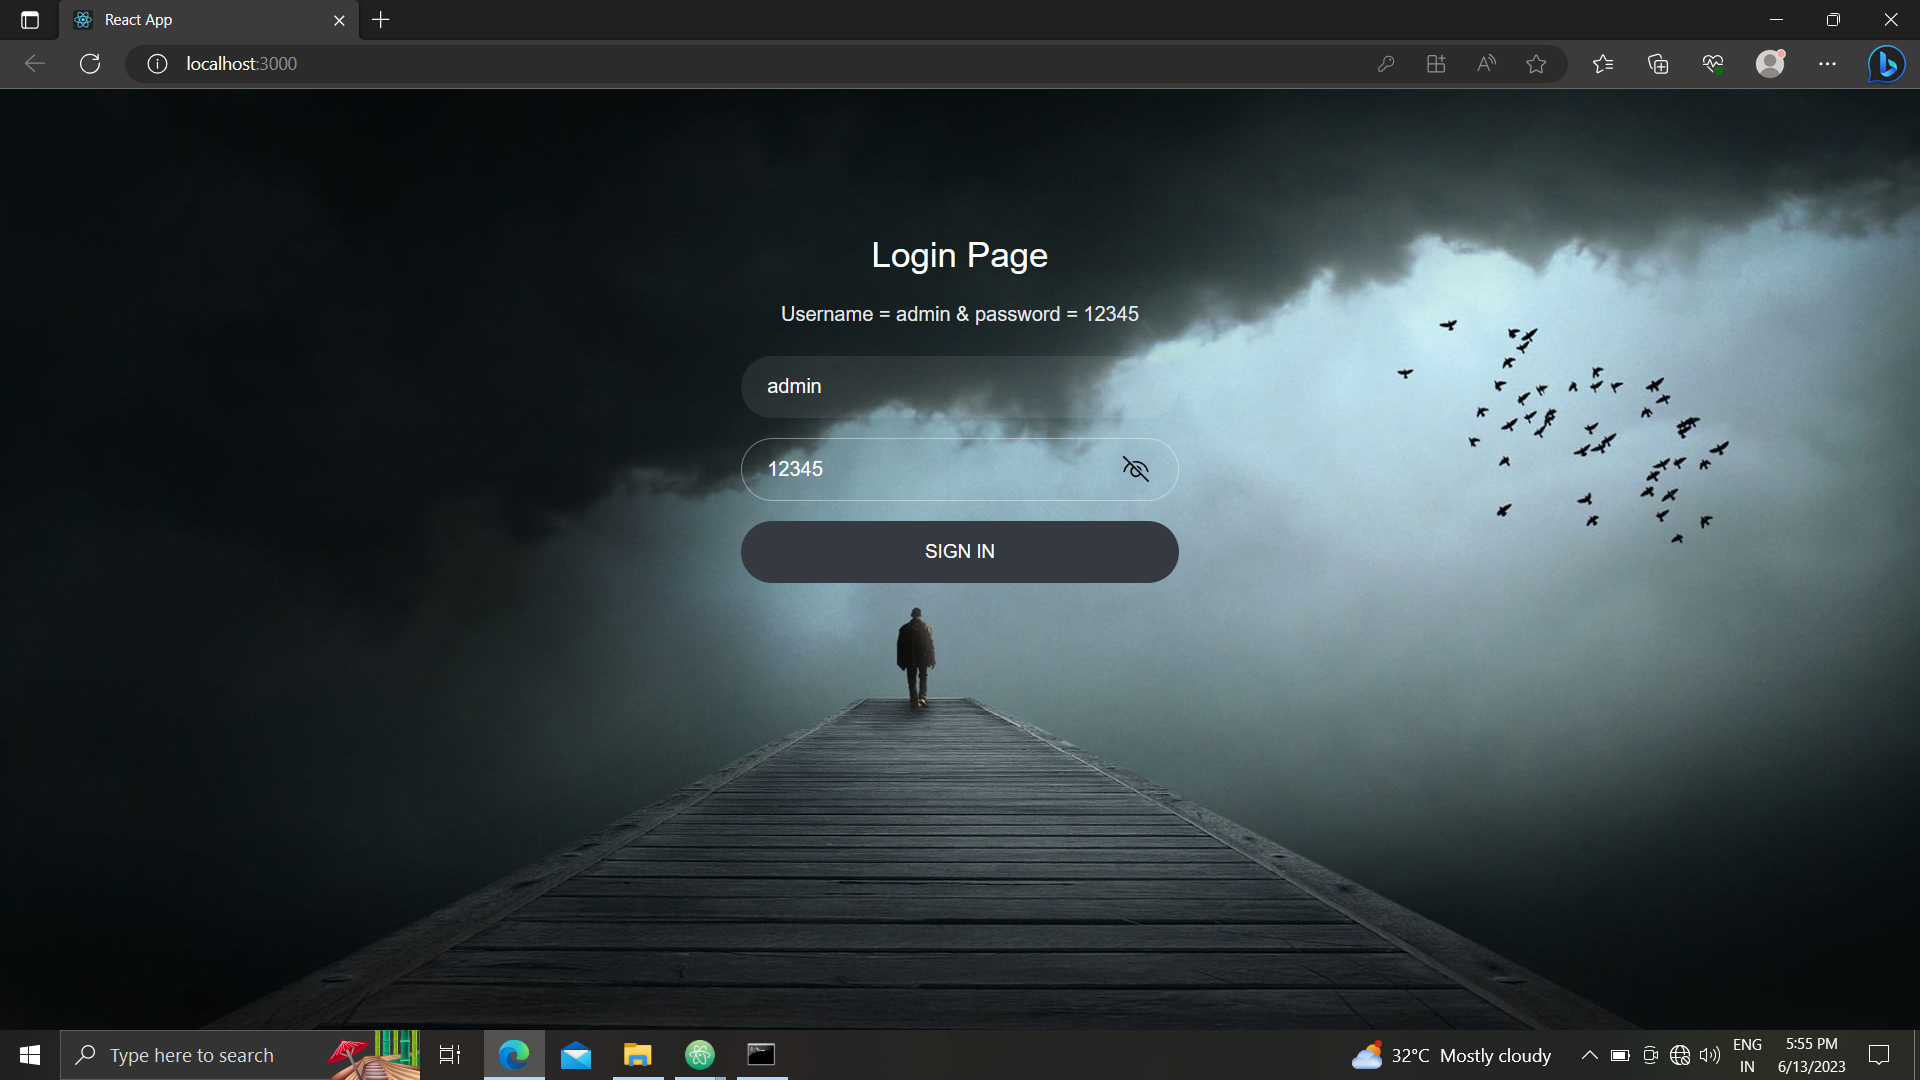 React App
localhost:3000
Login Page
Username = admin & password = 12345
admin
12345
SIGN IN
Type here to search
32°C Mostly cloudy
ENG
IN
5:55 PM
6/13/2023